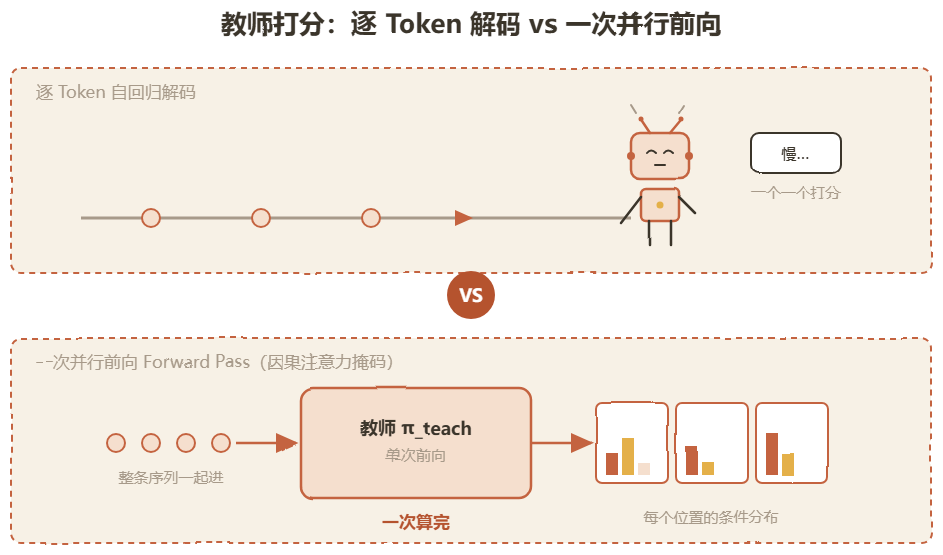 教师打分：逐 Token 解码 vs 一次并行前向
逐 Token 自回归解码
慢...
一个一个打分
VS
一次并行前向 Forward Pass（因果注意力掩码）
教师 π_teach
单次前向
整条序列一起进
一次算完
每个位置的条件分布